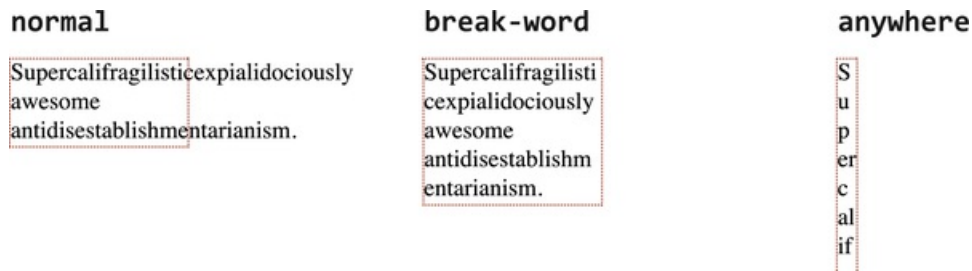 normal
Supercalifragilisticexpialidociously
awesome
antidisestablishmentarianism.
break-word
Supercalifragilisti
cexpialidociously
awesome
antidisestablishm
entarianism.
anywhere
S
u
p
er
c
al
if